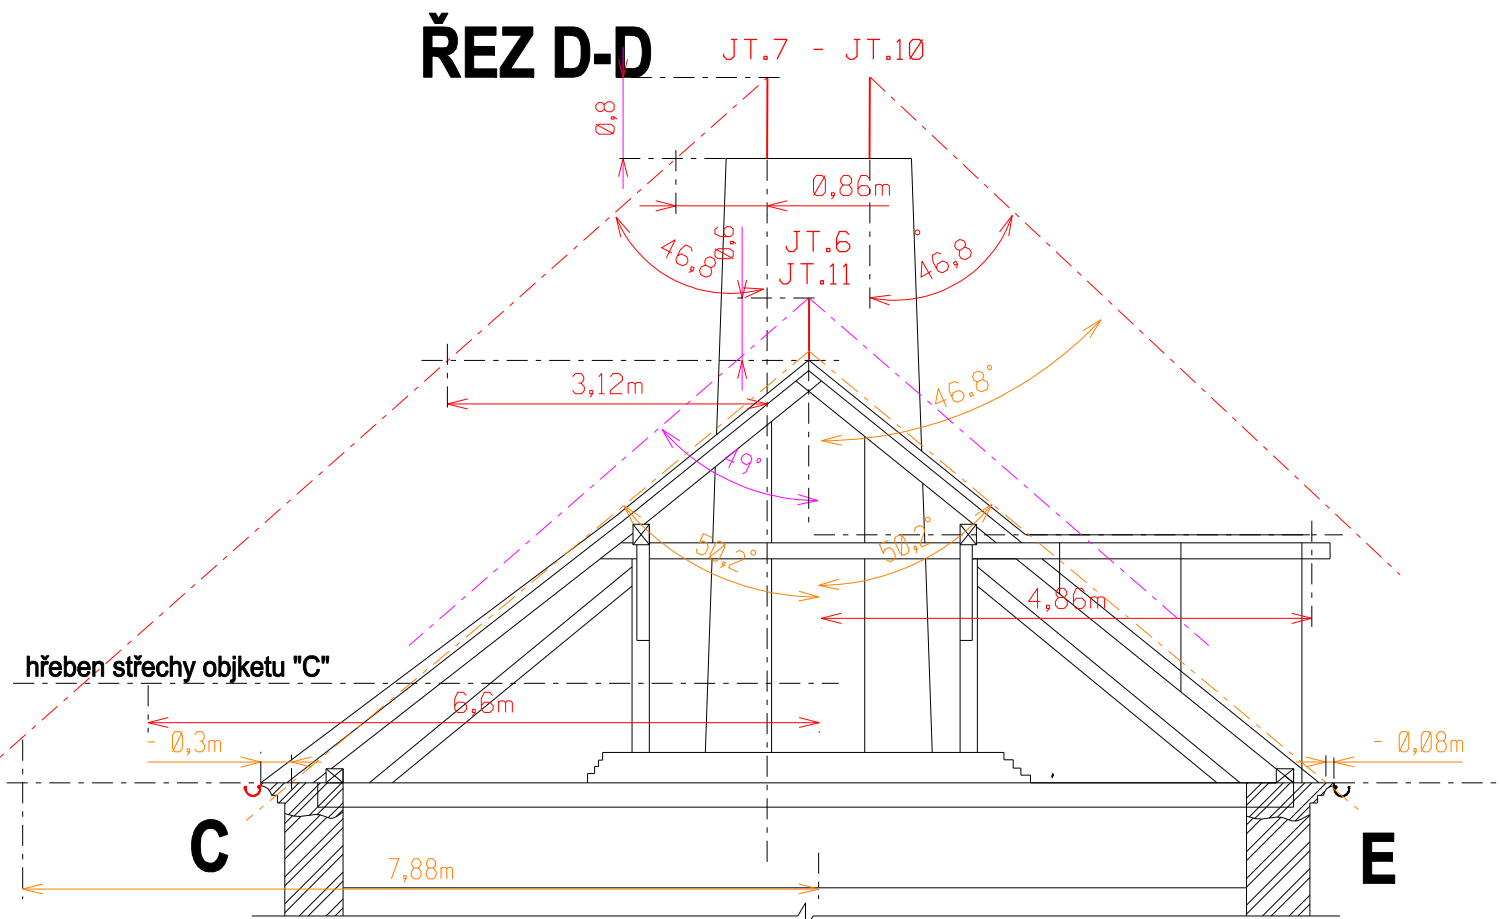 ŘEZ D-D
JT.7 - JT.10
0,8
0,86m
46,8
0,6
JT.6
JT.11
46,8°
3,12m
46.8°
49°
50,2°
50,2°
4,86m
hřeben střechy objketu "C"
6,6m
- 0,3m
- 0,08m
C
E
7,88m